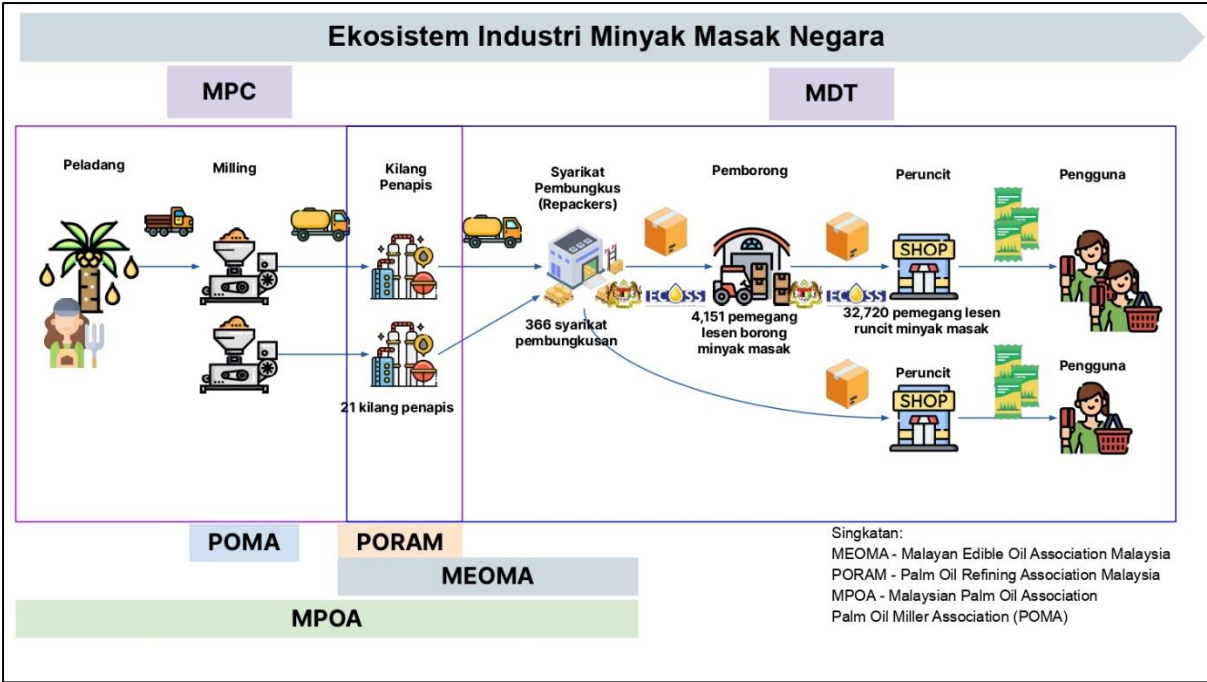 Ekosistem Industri Minyak Masak Negara
MPC
MDT
Peladang
Milling
Kilang
Penapis
Syarikat
Pembungkus
(Repackers)
Pemborong
Peruncit
Pengguna
SHOP
ECOSS
ECOSS
366 syarikat
pembungkusan
4,151 pemegang
lesen borong
minyak masak
32,720 pemegang lesen
runcit minyak masak
21 kilang penapis
Peruncit
Pengguna
SHOP
POMA
PORAM
MEOMA
MPOA
Singkatan:
MEOMA - Malayan Edible Oil Association Malaysia
PORAM - Palm Oil Refining Association Malaysia
MPOA - Malaysian Palm Oil Association
Palm Oil Miller Association (POMA)